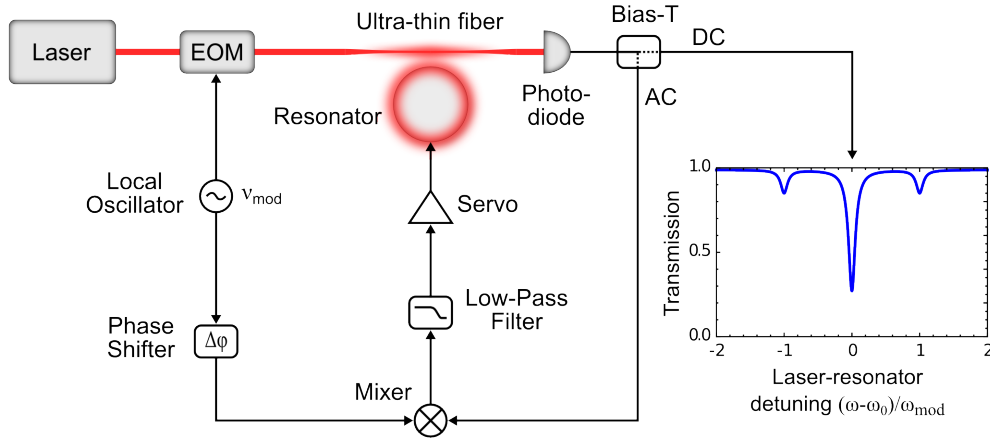 Laser
EOM
Ultra-thin fiber
Bias-T
DC
AC
Photo-
diode
Resonator
Local
Oscillator
νmod
Servo
Phase
Shifter
Δφ
Low-Pass
Filter
Mixer
Transmission
1.0
0.5
0.0
-2 -1 0 1 2
Laser-resonator
detuning (ω-ω0)/ωmod